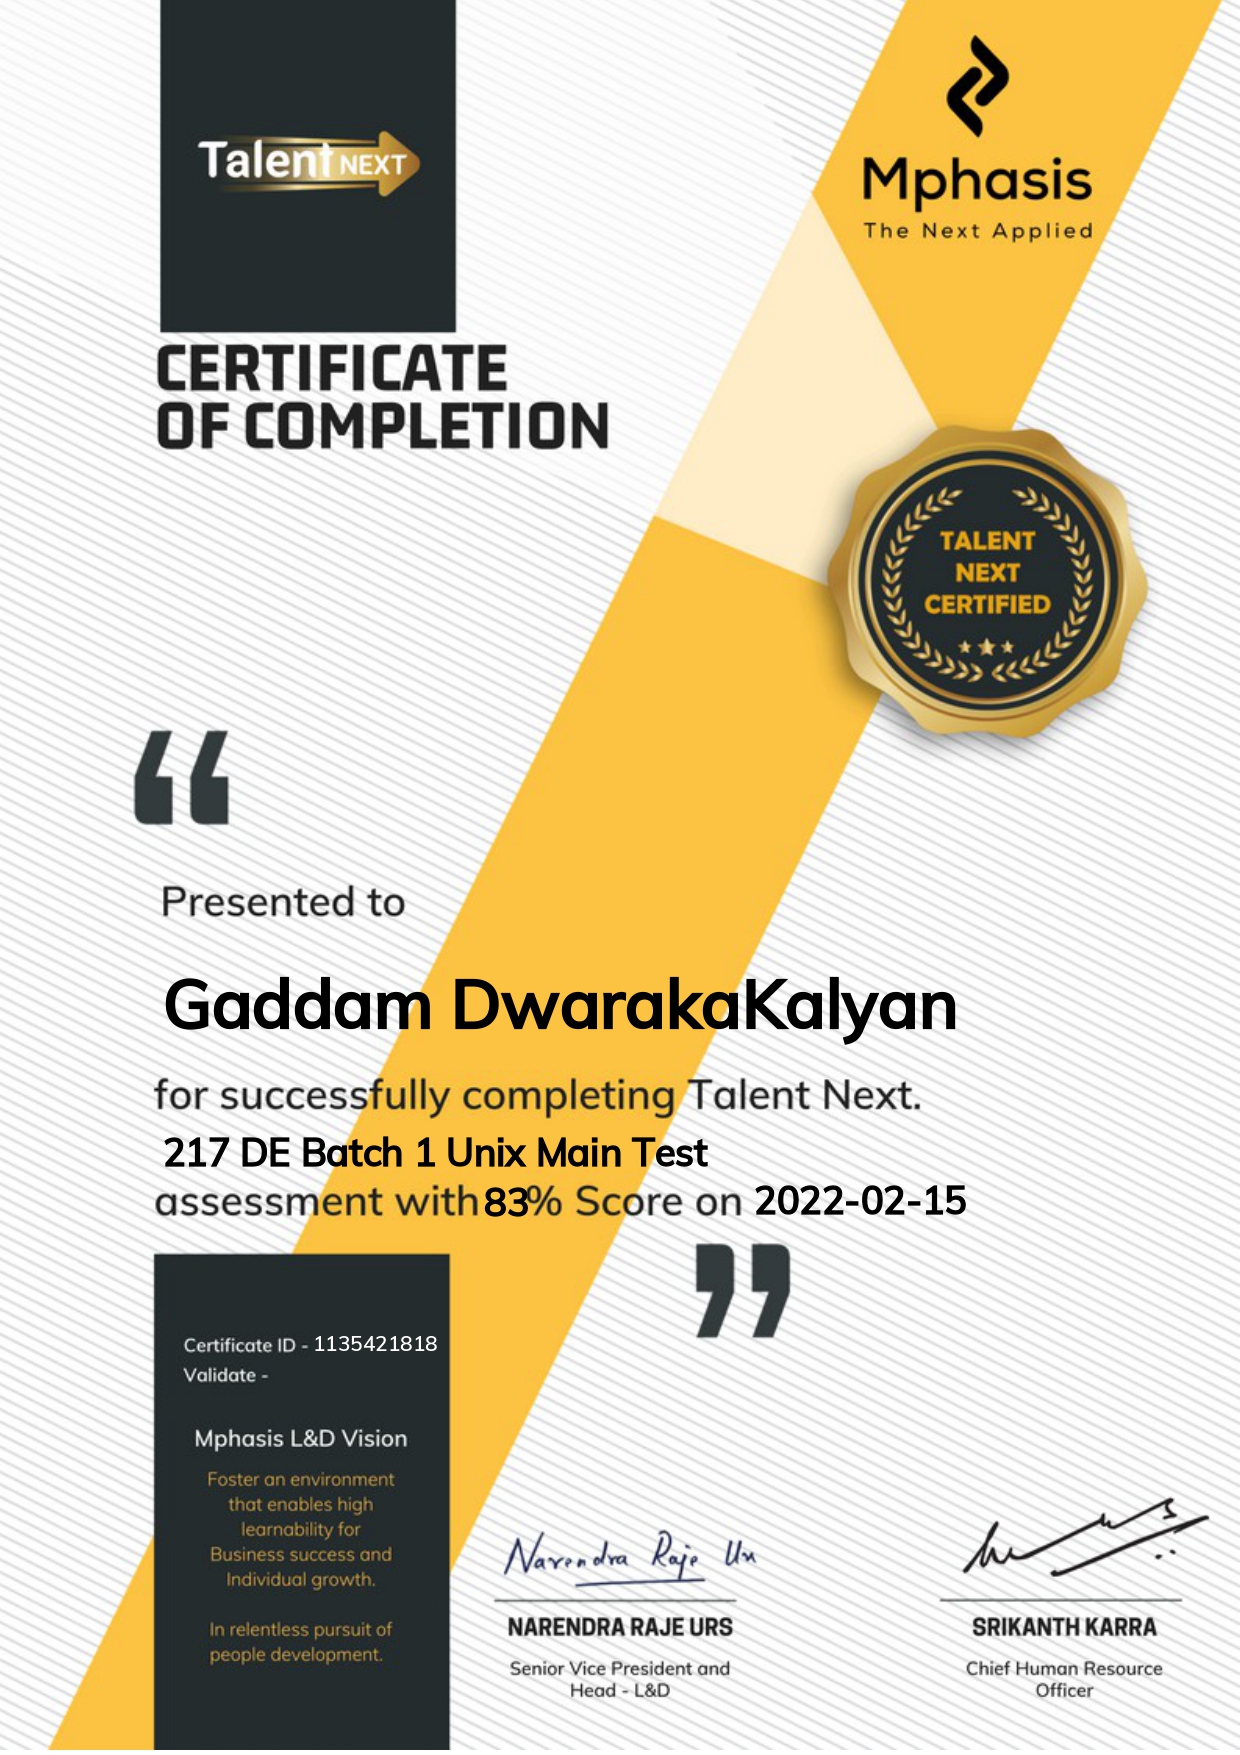 Talent NEXT
Mphasis
The Next Applied
CERTIFICATE
OF COMPLETION
TALENT
NEXT
CERTIFIED
“
Presented to
Gaddam DwarakaKalyan
for successfully completing Talent Next.
217 DE Batch 1 Unix Main Test
assessment with 83% Score on 2022-02-15
”
Certificate ID - 1135421818
Validate -
Mphasis L&D Vision
Foster an environment
that enables high
learnability for
Business success and
Individual growth.
In relentless pursuit of
people development.
Narendra Raje Urs
NARENDRA RAJE URS
Senior Vice President and
Head - L&D
SRIKANTH KARRA
Chief Human Resource
Officer